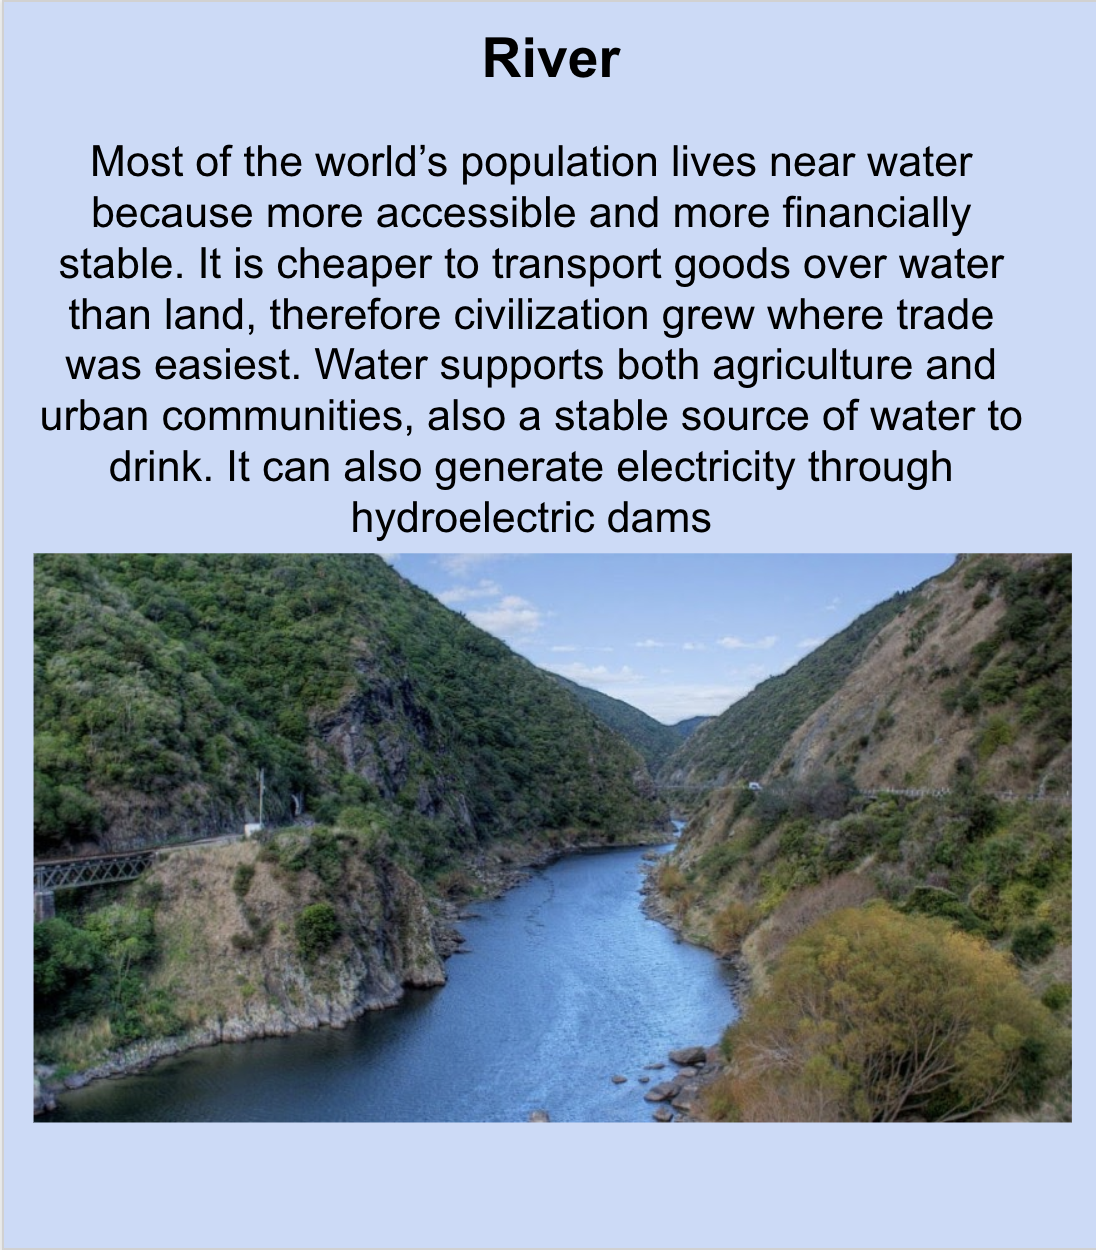 River
Most of the world’s population lives near water
because more accessible and more financially
stable. It is cheaper to transport goods over water
than land, therefore civilization grew where trade
was easiest. Water supports both agriculture and
urban communities, also a stable source of water to
drink. It can also generate electricity through
hydroelectric dams